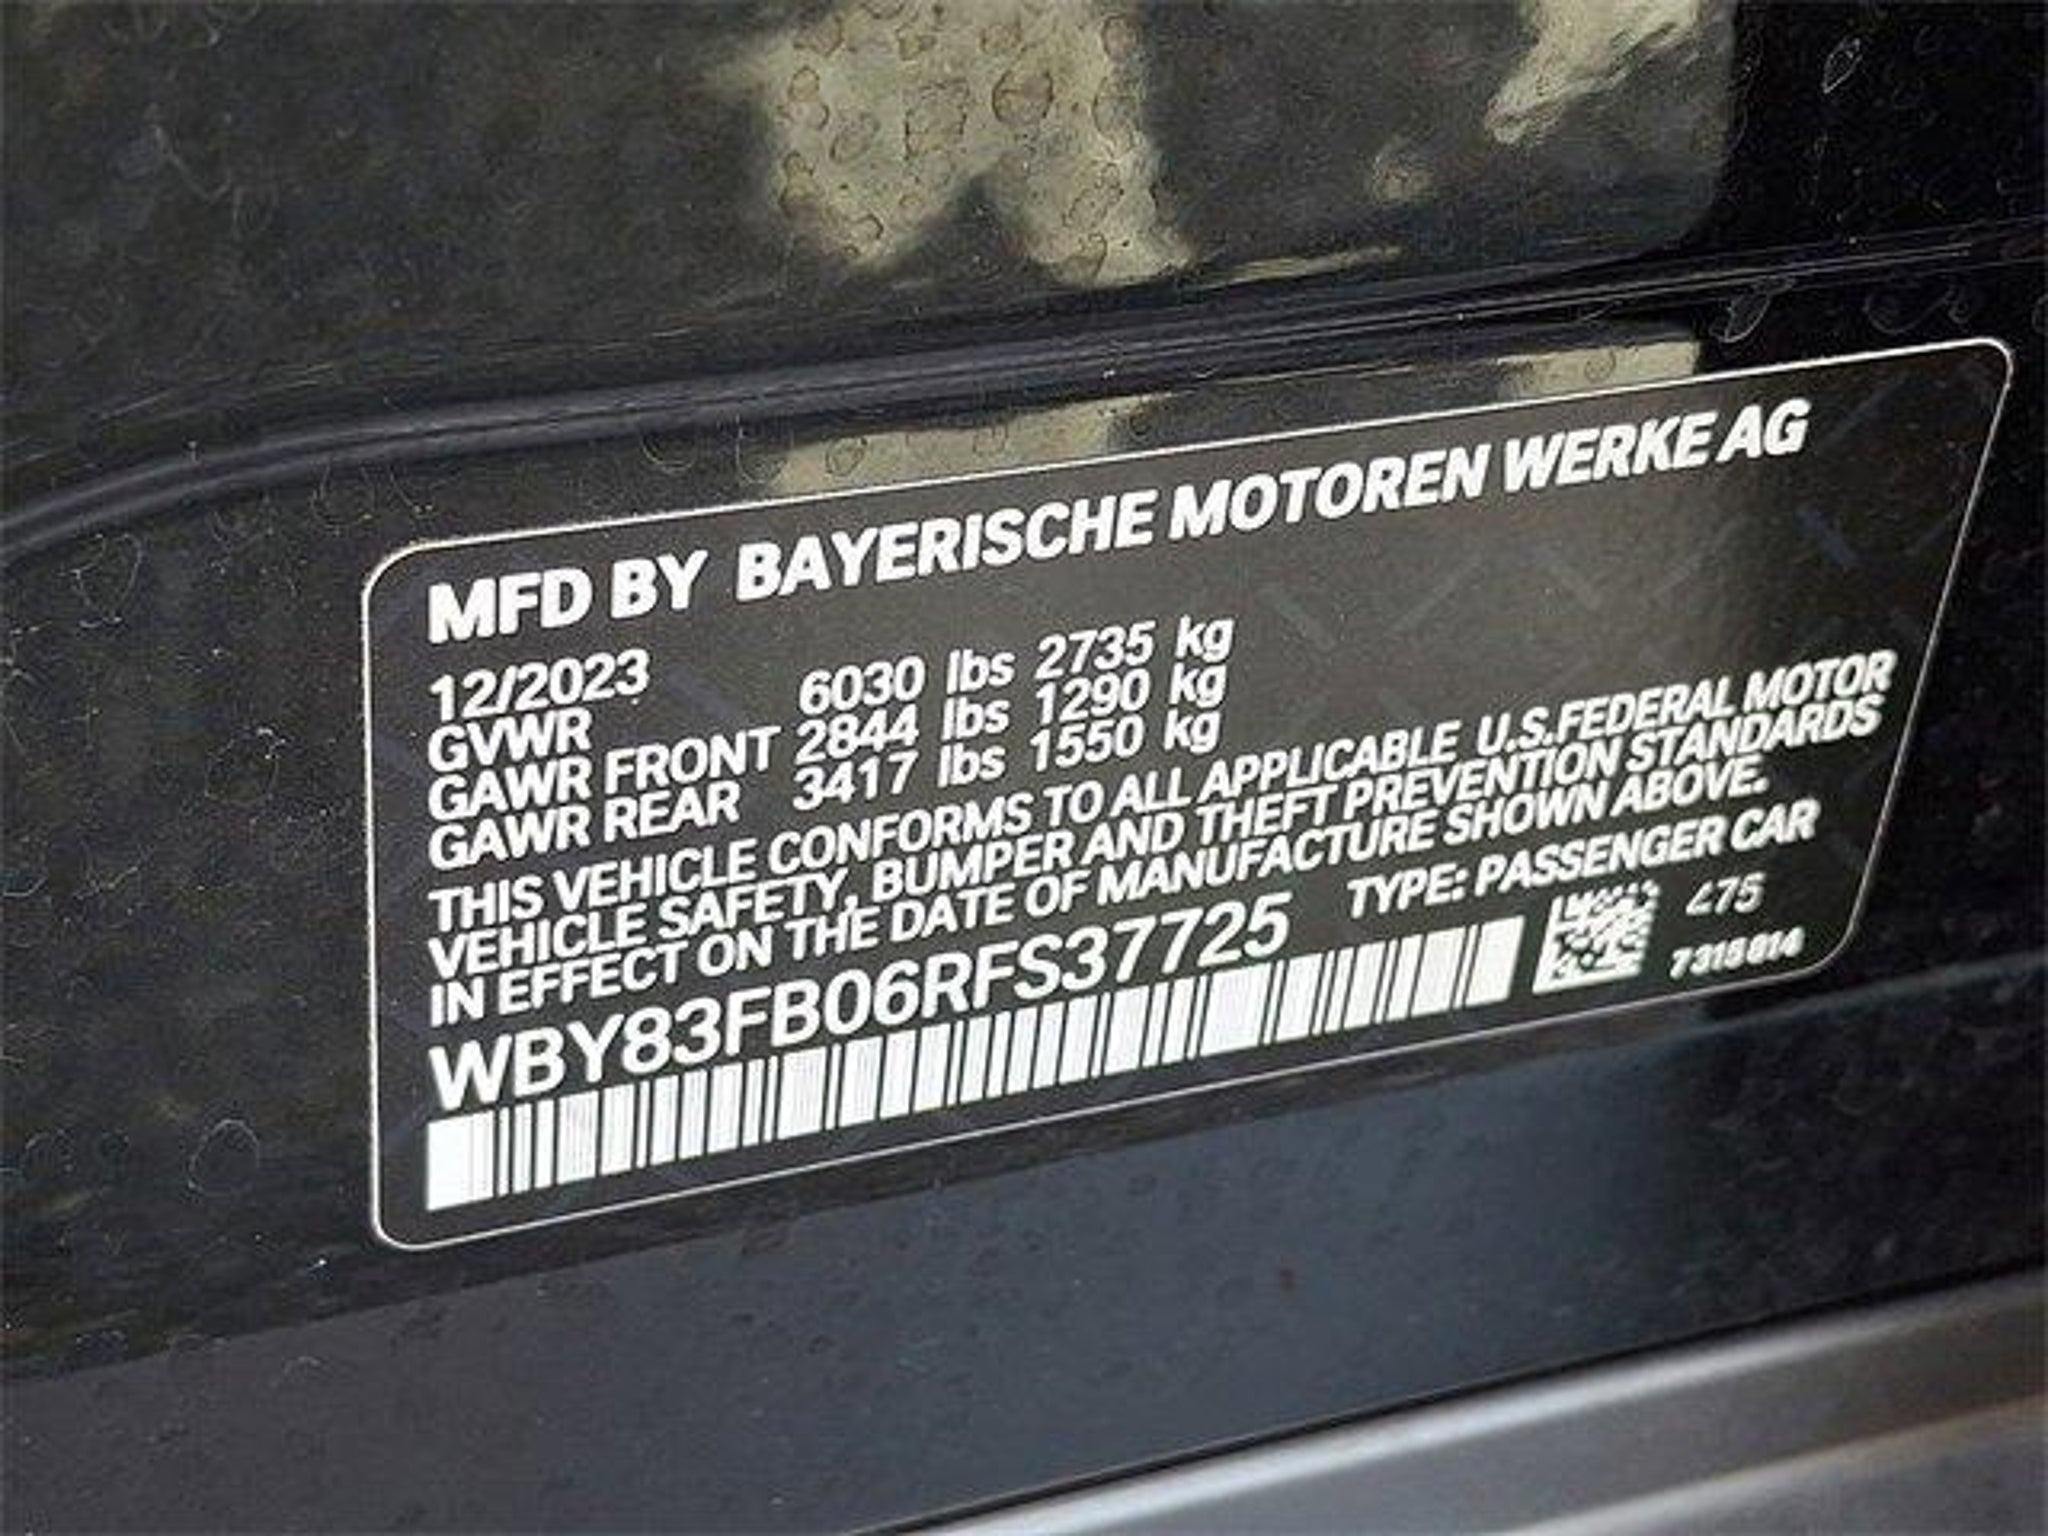 MFD BY BAYERISCHE MOTOREN WERKE AG
12/2023
GVWR 6030 lbs 2735 kg
GAWR FRONT 2844 lbs 1290 kg
GAWR REAR 3417 lbs 1550 kg
THIS VEHICLE CONFORMS TO ALL APPLICABLE U.S.FEDERAL MOTOR
VEHICLE SAFETY, BUMPER AND THEFT PREVENTION STANDARDS
IN EFFECT ON THE DATE OF MANUFACTURE SHOWN ABOVE.
WBY83FB06RFS37725 TYPE: PASSENGER CAR
475